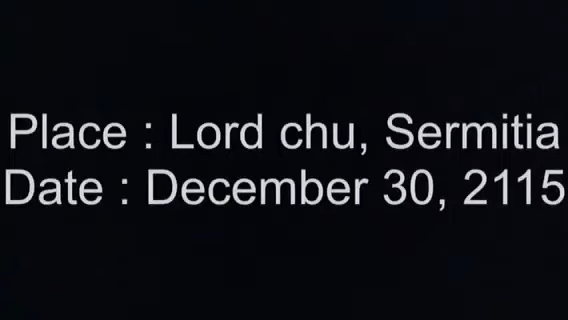 Place : Lord chu, Sermitia
Date : December 30, 2115